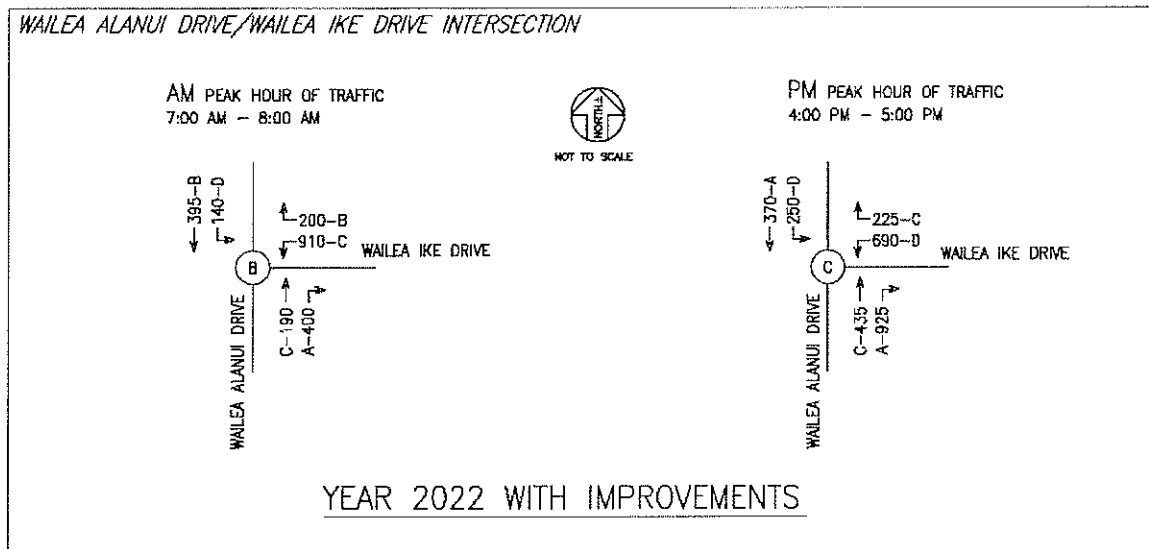 WAILEA ALANUI DRIVE/WAILEA IKE DRIVE INTERSECTION
AM PEAK HOUR OF TRAFFIC
7:00 AM - 8:00 AM
NORTH
NOT TO SCALE
PM PEAK HOUR OF TRAFFIC
4:00 PM - 5:00 PM
395-B
140-D
200-B
910-C
WAILEA IKE DRIVE
B
C-190
A-400
WAILEA ALANUI DRIVE
370-A
250-D
225-C
690-D
WAILEA IKE DRIVE
C
C-435
A-925
WAILEA ALANUI DRIVE
YEAR 2022 WITH IMPROVEMENTS